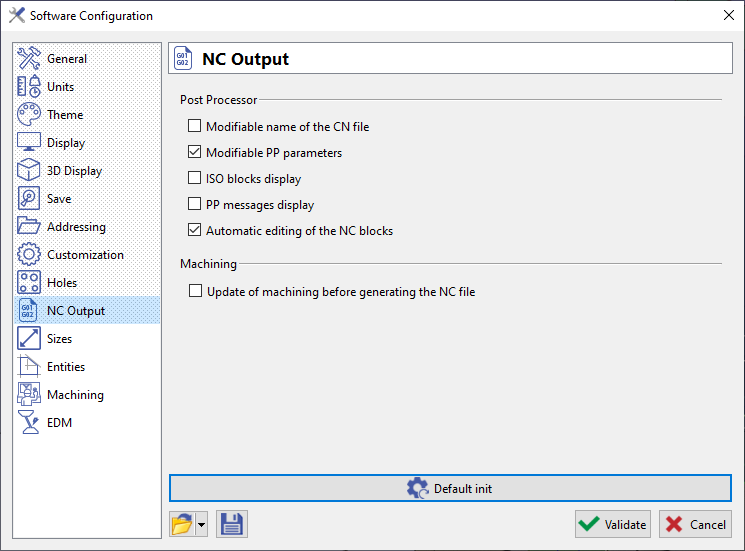 Software Configuration
General
Units
Theme
Display
3D Display
Save
Addressing
Customization
Holes
G01
G02
NC Output
Sizes
Entities
Machining
EDM
G01
G02
NC Output
Post Processor
Modifiable name of the CN file
Modifiable PP parameters
ISO blocks display
PP messages display
Automatic editing of the NC blocks
Machining
Update of machining before generating the NC file
Default init
Validate
Cancel